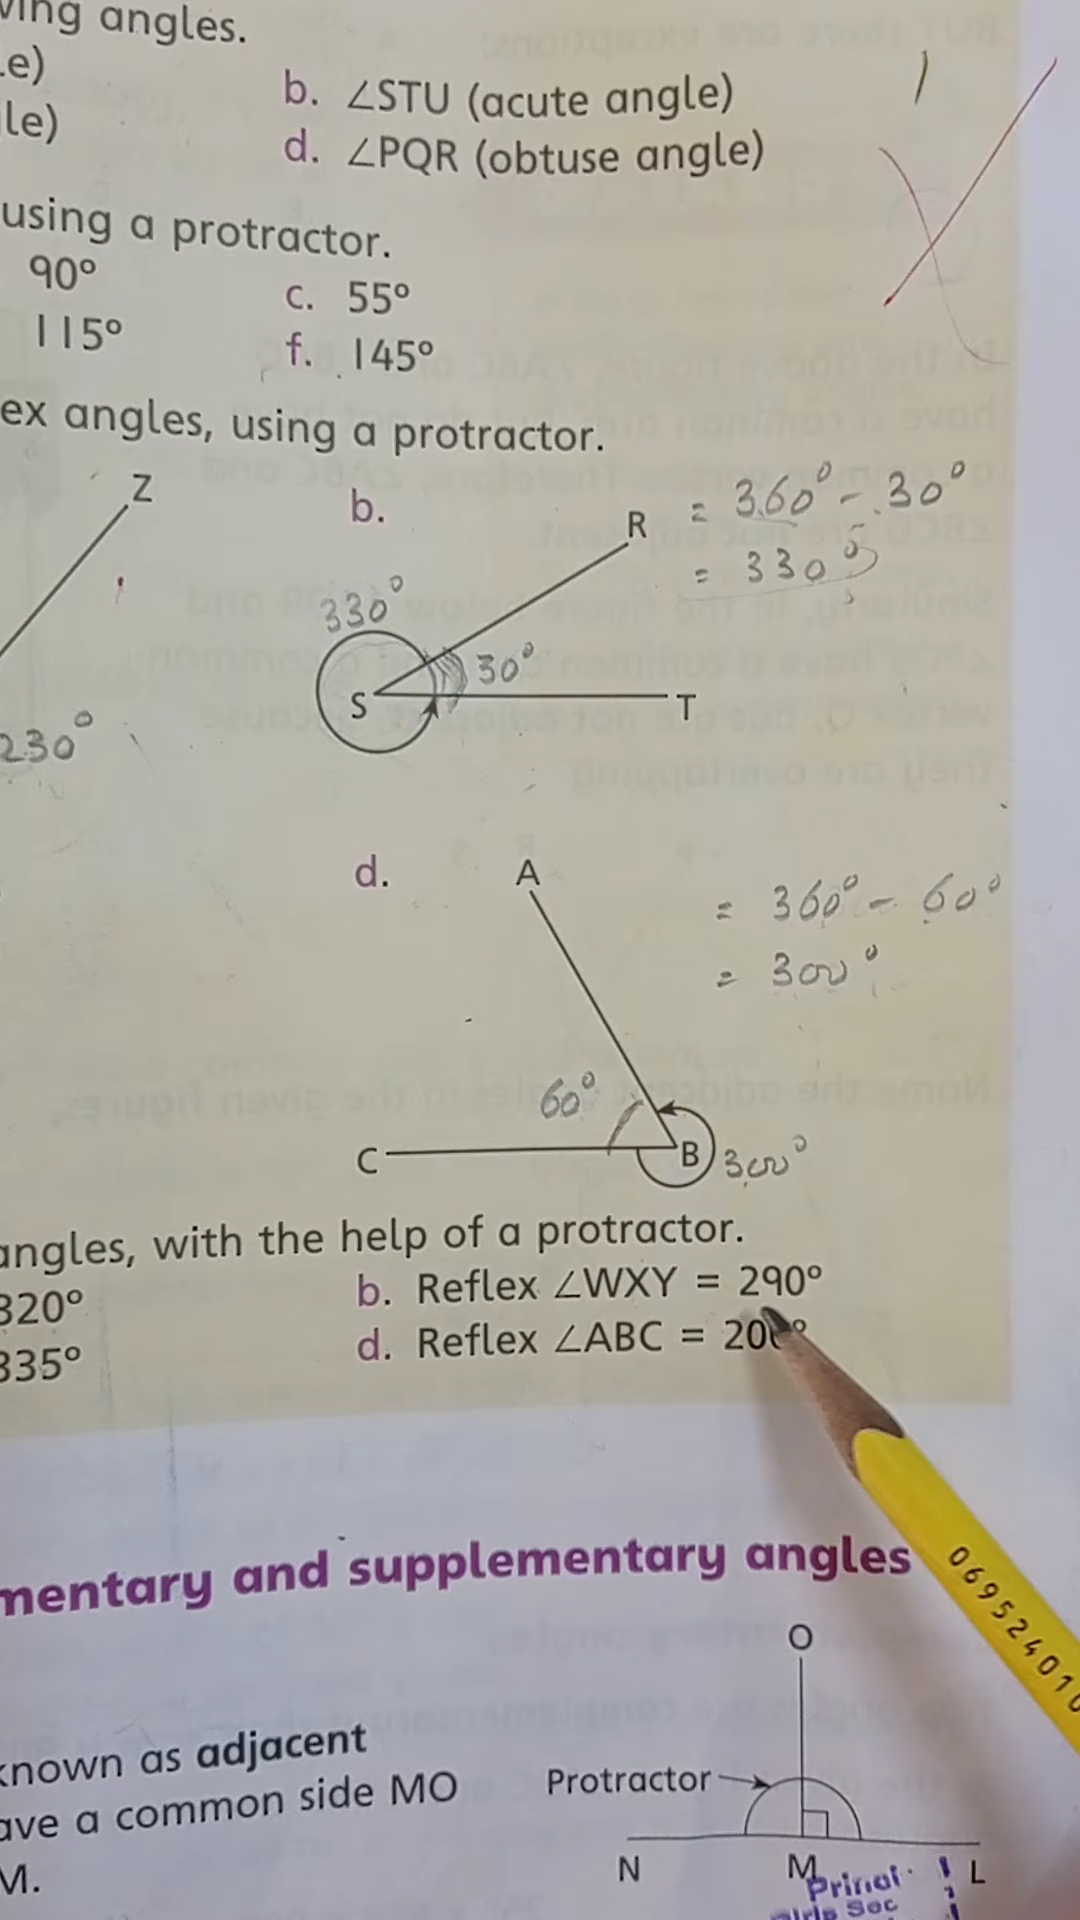 ving angles.
le)
b. ∠STU (acute angle)
le)
d. ∠PQR (obtuse angle)
using a protractor.
90°
c. 55°
115°
f. 145°
ex angles, using a protractor.
Z
b.
R
= 360° - 30°
= 330°
330°
30°
S
T
230°
d.
A
= 360° - 60°
= 300°
60°
C
B
300°
angles, with the help of a protractor.
320°
b. Reflex ∠WXY = 290°
335°
d. Reflex ∠ABC =
mentary and supplementary angles
069524010
O
known as adjacent
Protractor
ave a common side MO
M.
N
M
L